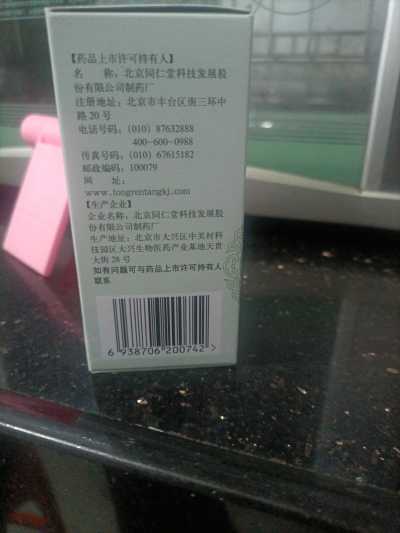 【药品上市许可持有人】
名 称：北京同仁堂科技发展股
份有限公司制药厂
注册地址：北京市丰台区南三环中
路20号
电话号码：(010) 87632888
400-600-0988
传真号码：(010) 67615182
邮政编码：100079
网 址：
www.tongrentangkj.com
【生产企业】
企业名称：北京同仁堂科技发展股
份有限公司制药厂
生产地址：北京市大兴区中关村科
技园区大兴生物医药产业基地天贵
大街28号
如有问题可与药品上市许可持有人
联系
6 938706 200742 >